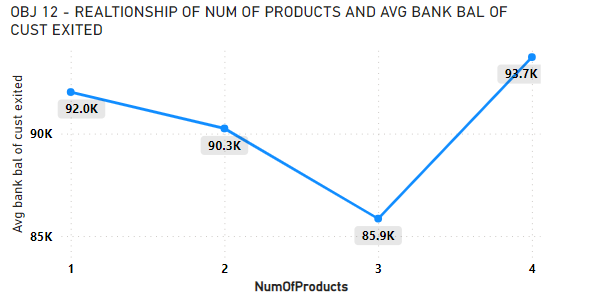 OBJ 12 - REALTIONSHIP OF NUM OF PRODUCTS AND AVG BANK BAL OF
CUST EXITED
Avg bank bal of cust exited
90K
85K
92.0K
90.3K
85.9K
93.7K
1 2 3 4
NumOfProducts